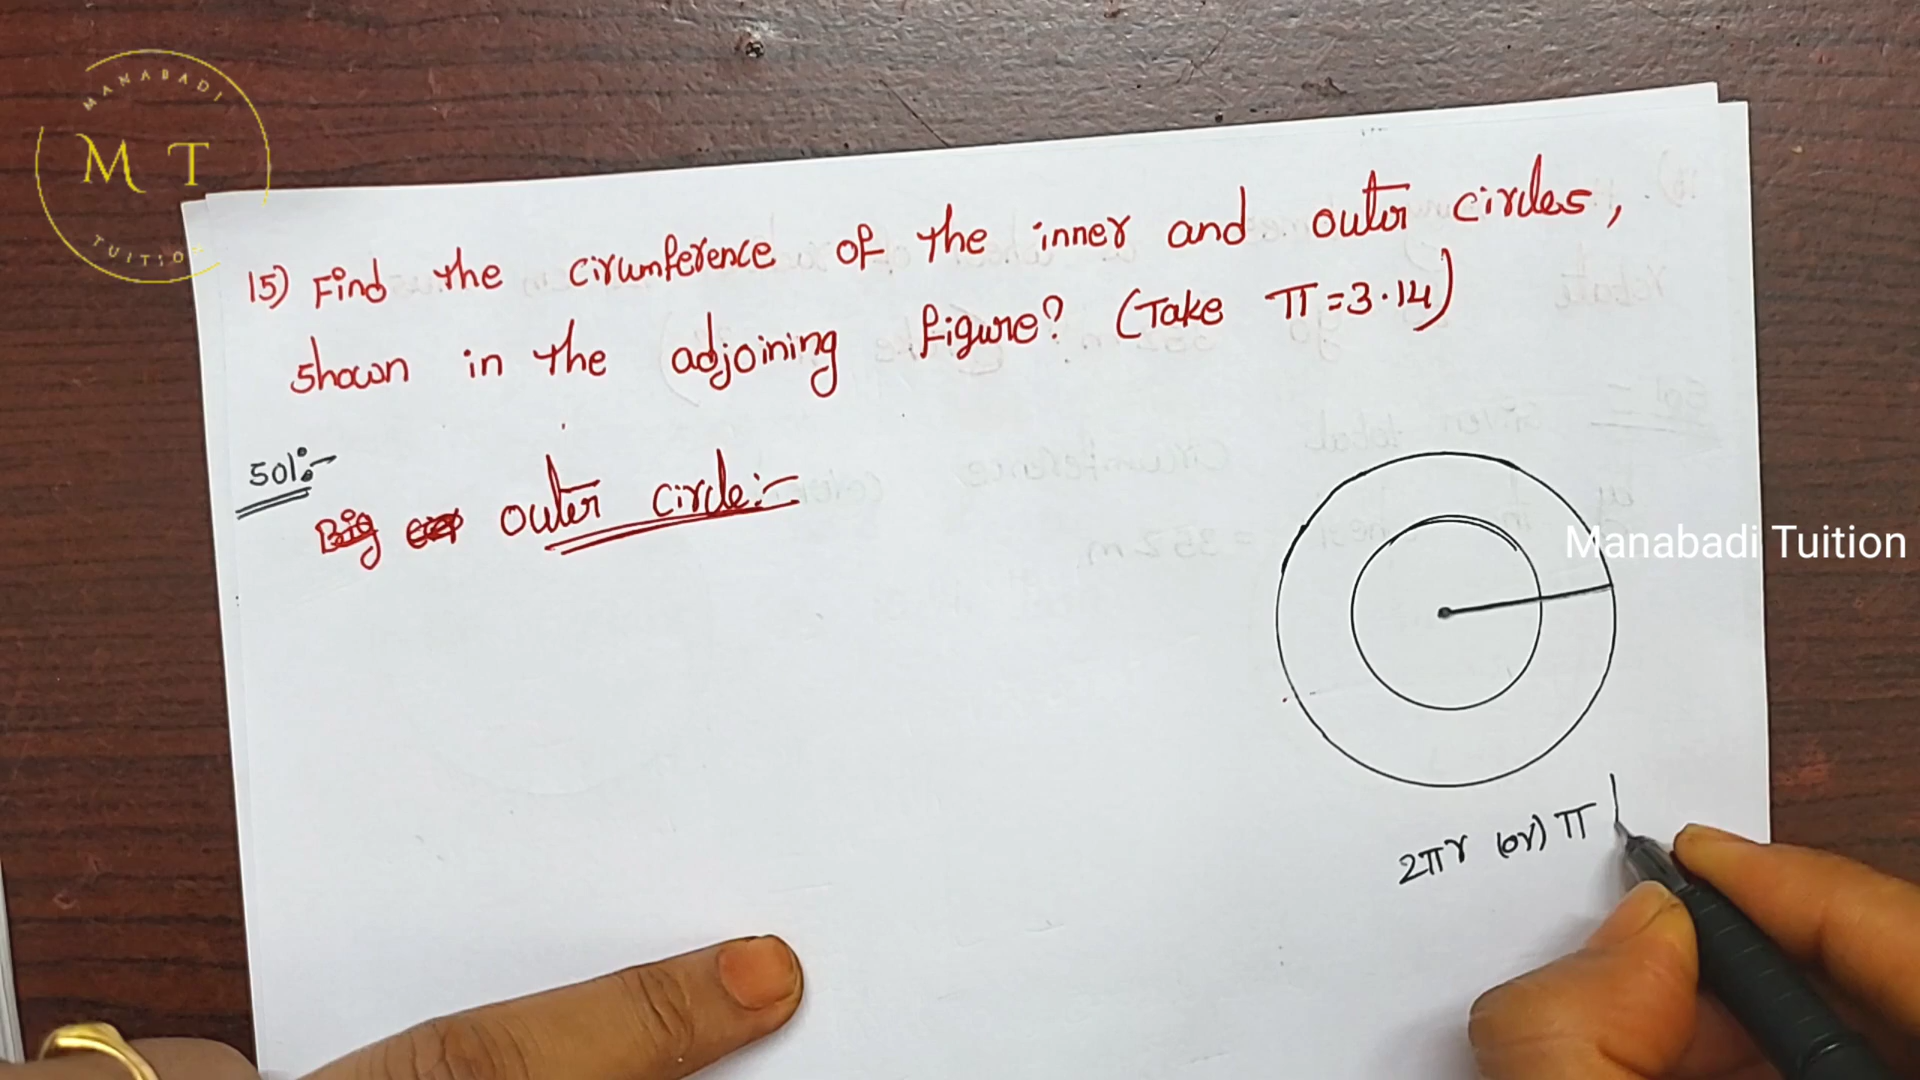 MANABADI
M T
TUITION
15) Find the cirumference of the inner and outer circles,
shown in the adjoining figure? (Take π=3.14)
Sol:-
Big outer circle:-
Manabadi Tuition
2πr (or) π